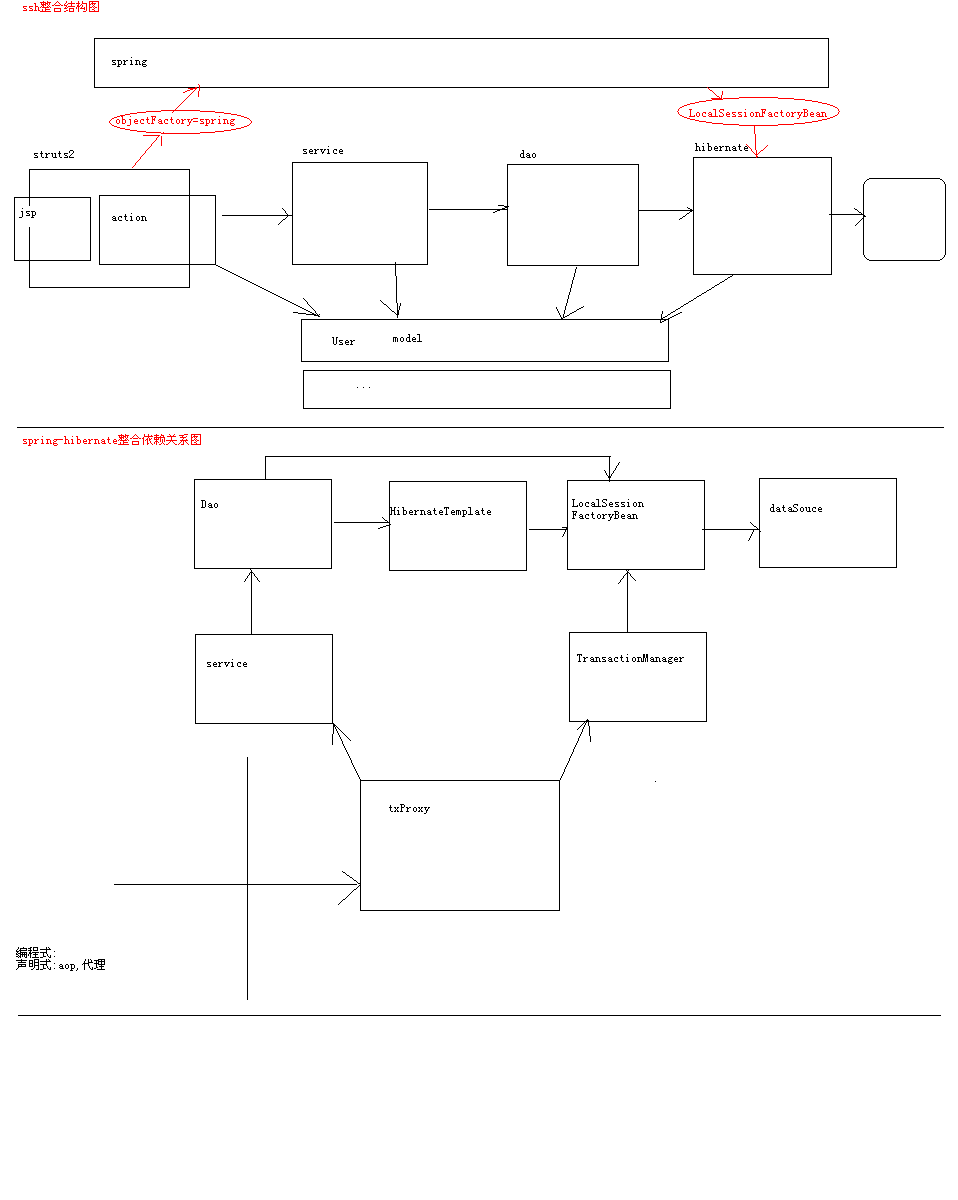 ssh整合结构图
spring
objectFactory=spring
LocalSessionFactoryBean
struts2
service
dao
hibernate
jsp
action
User
model
...
spring-hibernate整合依赖关系图
Dao
HibernateTemplate
LocalSession
FactoryBean
dataSouce
service
TransactionManager
txProxy
编程式:
声明式:aop,代理